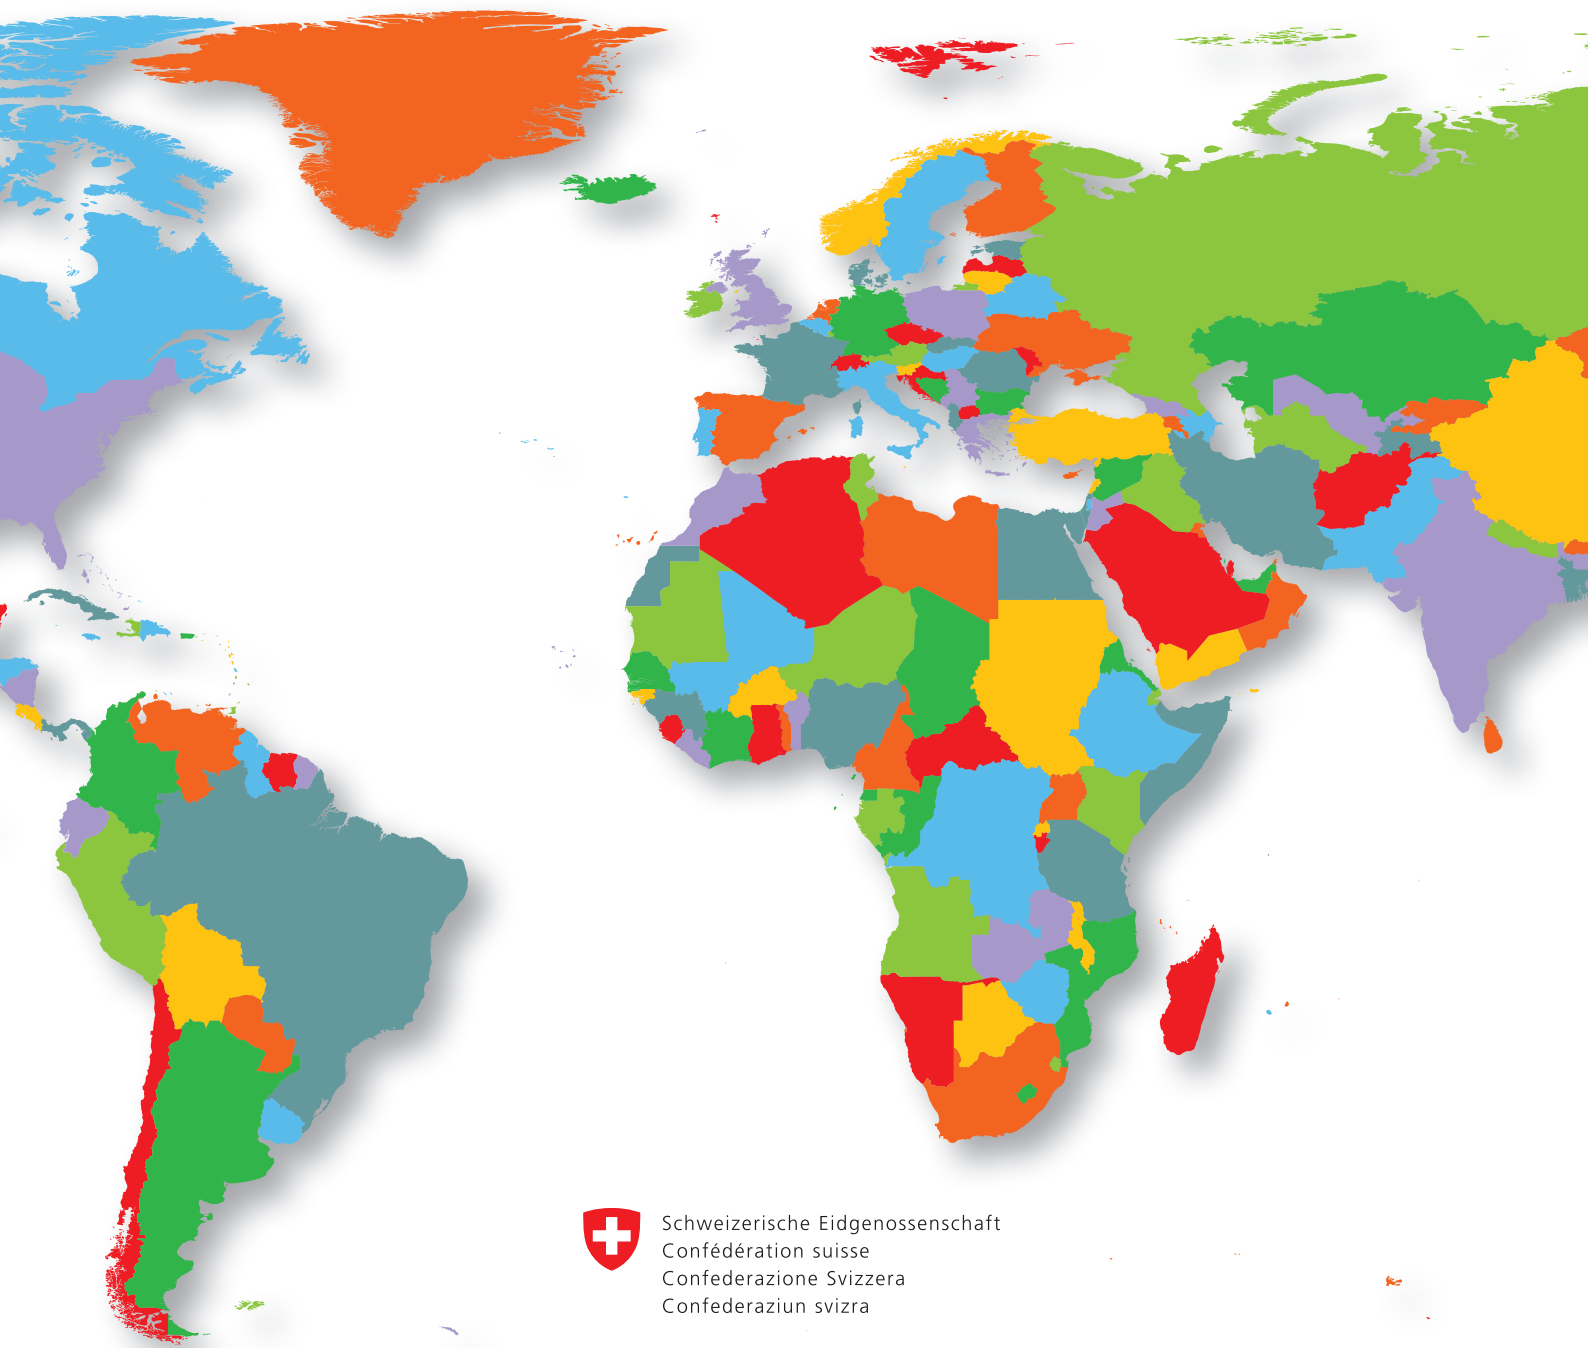 Schweizerische Eidgenossenschaft
Confédération suisse
Confederazione Svizzera
Confederaziun svizra